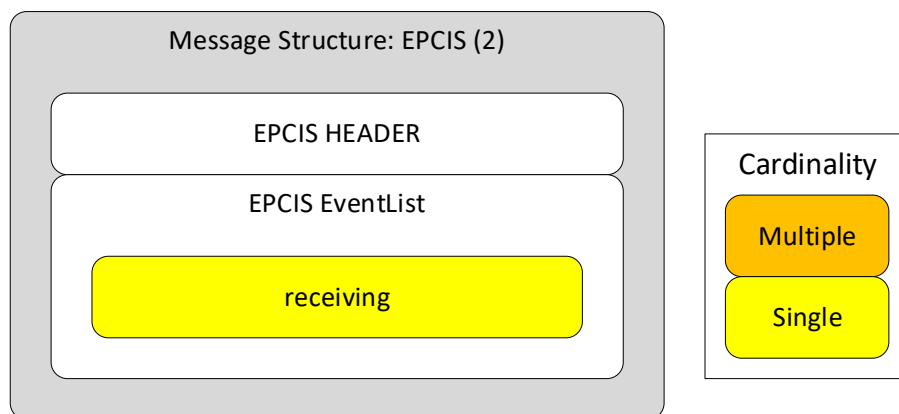 Message Structure: EPCIS (2)
EPCIS HEADER
EPCIS EventList
receiving
Cardinality
Multiple
Single